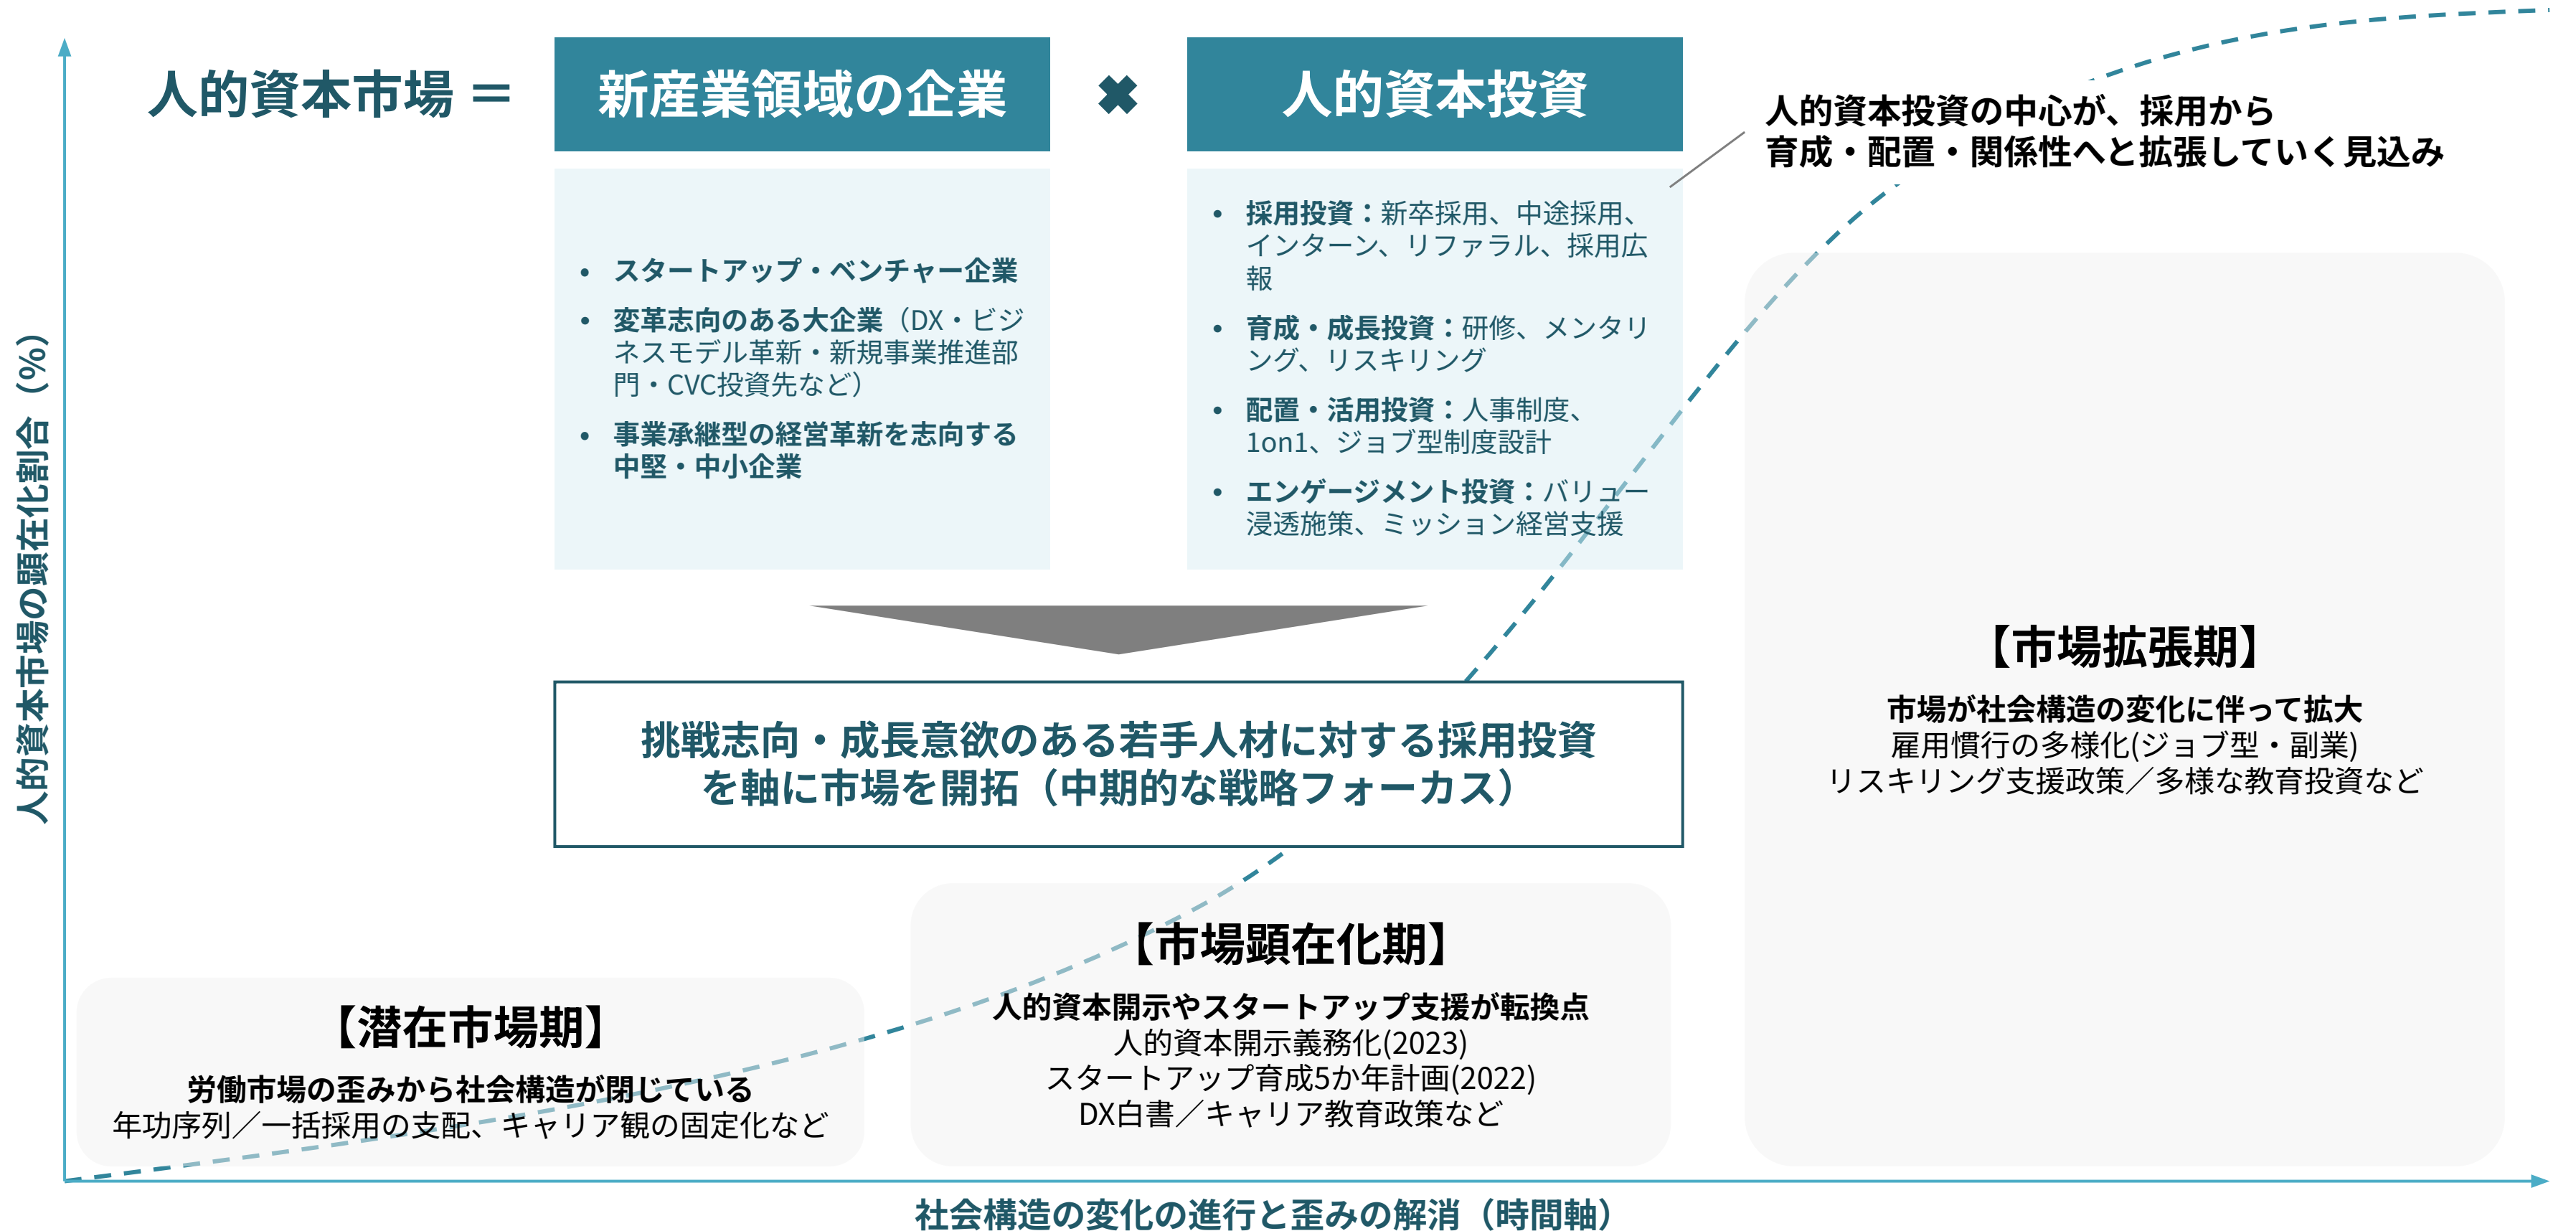 人的資本市場 ＝
新産業領域の企業
✖
人的資本投資
人的資本投資の中心が、採用から
育成・配置・関係性へと拡張していく見込み
• スタートアップ・ベンチャー企業
• 変革志向のある大企業（DX・ビジ
ネスモデル革新・新規事業推進部
門・CVC投資先など）
• 事業承継型の経営革新を志向する
中堅・中小企業
• 採用投資：新卒採用、中途採用、
インターン、リファラル、採用広
報
• 育成・成長投資：研修、メンタリ
ング、リスキリング
• 配置・活用投資：人事制度、
1on1、ジョブ型制度設計
• エンゲージメント投資：バリュー
浸透施策、ミッション経営支援
挑戦志向・成長意欲のある若手人材に対する採用投資
を軸に市場を開拓（中期的な戦略フォーカス）
人的資本市場の顕在化割合（%）
【潜在市場期】
労働市場の歪みから社会構造が閉じている
年功序列／一括採用の支配、キャリア観の固定化など
【市場顕在化期】
人的資本開示やスタートアップ支援が転換点
人的資本開示義務化(2023)
スタートアップ育成5か年計画(2022)
DX白書／キャリア教育政策など
【市場拡張期】
市場が社会構造の変化に伴って拡大
雇用慣行の多様化(ジョブ型・副業)
リスキリング支援政策／多様な教育投資など
社会構造の変化の進行と歪みの解消（時間軸）